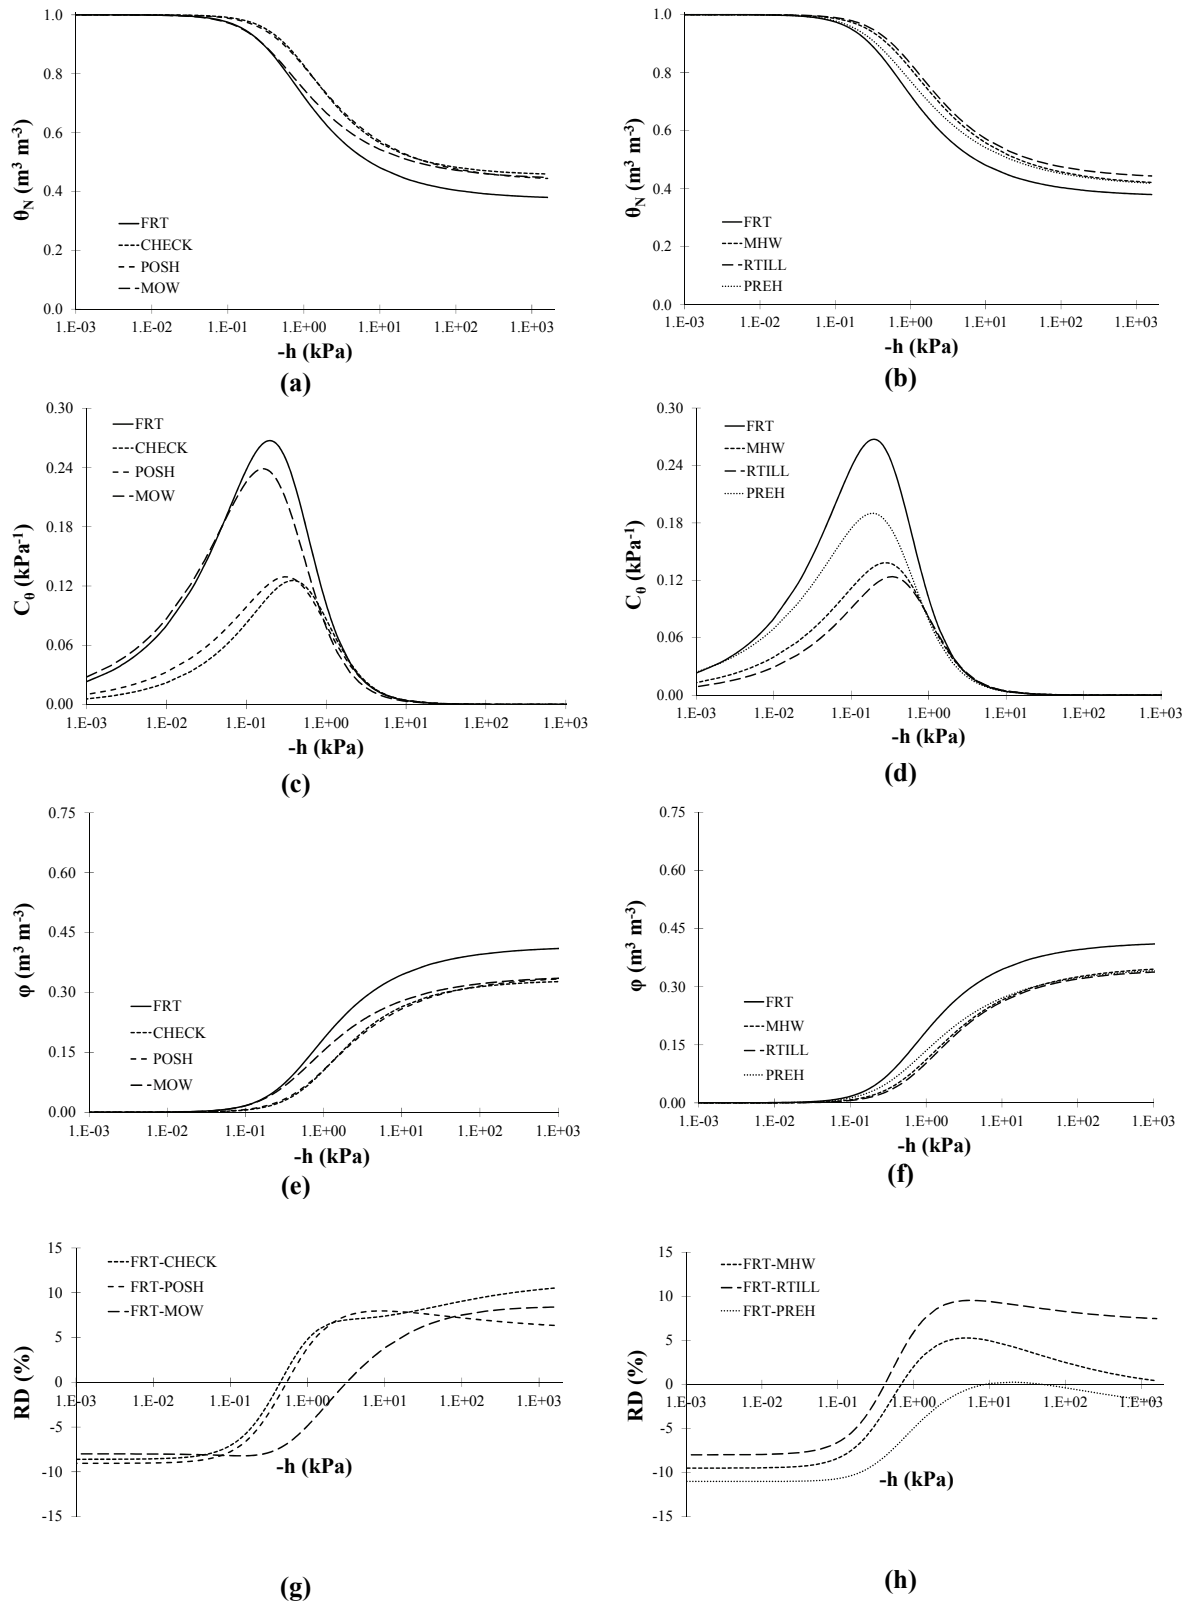 1.0
0.8
0.6
0.4
0.2
0.0
θN (m³ m⁻³)
FRT
CHECK
POSH
MOW
1.E-03 1.E-02 1.E-01 1.E+00 1.E+01 1.E+02 1.E+03
-h (kPa)
(a)
1.0
0.8
0.6
0.4
0.2
0.0
θN (m³ m⁻³)
FRT
MHW
RTILL
PREH
1.E-03 1.E-02 1.E-01 1.E+00 1.E+01 1.E+02 1.E+03
-h (kPa)
(b)
0.30
0.24
0.18
0.12
0.06
0.00
Cθ (kPa⁻¹)
FRT
CHECK
POSH
MOW
1.E-03 1.E-02 1.E-01 1.E+00 1.E+01 1.E+02 1.E+03
-h (kPa)
(c)
0.30
0.24
0.18
0.12
0.06
0.00
Cθ (kPa⁻¹)
FRT
MHW
RTILL
PREH
1.E-03 1.E-02 1.E-01 1.E+00 1.E+01 1.E+02 1.E+03
-h (kPa)
(d)
0.75
0.60
0.45
0.30
0.15
0.00
φ (m³ m⁻³)
FRT
CHECK
POSH
MOW
1.E-03 1.E-02 1.E-01 1.E+00 1.E+01 1.E+02 1.E+03
-h (kPa)
(e)
0.75
0.60
0.45
0.30
0.15
0.00
φ (m³ m⁻³)
FRT
MHW
RTILL
PREH
1.E-03 1.E-02 1.E-01 1.E+00 1.E+01 1.E+02 1.E+03
-h (kPa)
(f)
15
10
5
0
-5
-10
-15
RD (%)
FRT-CHECK
FRT-POSH
FRT-MOW
1.E-03 1.E-02 1.E-01 1.E+00 1.E+01 1.E+02 1.E+03
-h (kPa)
(g)
15
10
5
0
-5
-10
-15
RD (%)
FRT-MHW
FRT-RTILL
FRT-PREH
1.E-03 1.E-02 1.E-01 1.E+00 1.E+01 1.E+02 1.E+03
-h (kPa)
(h)